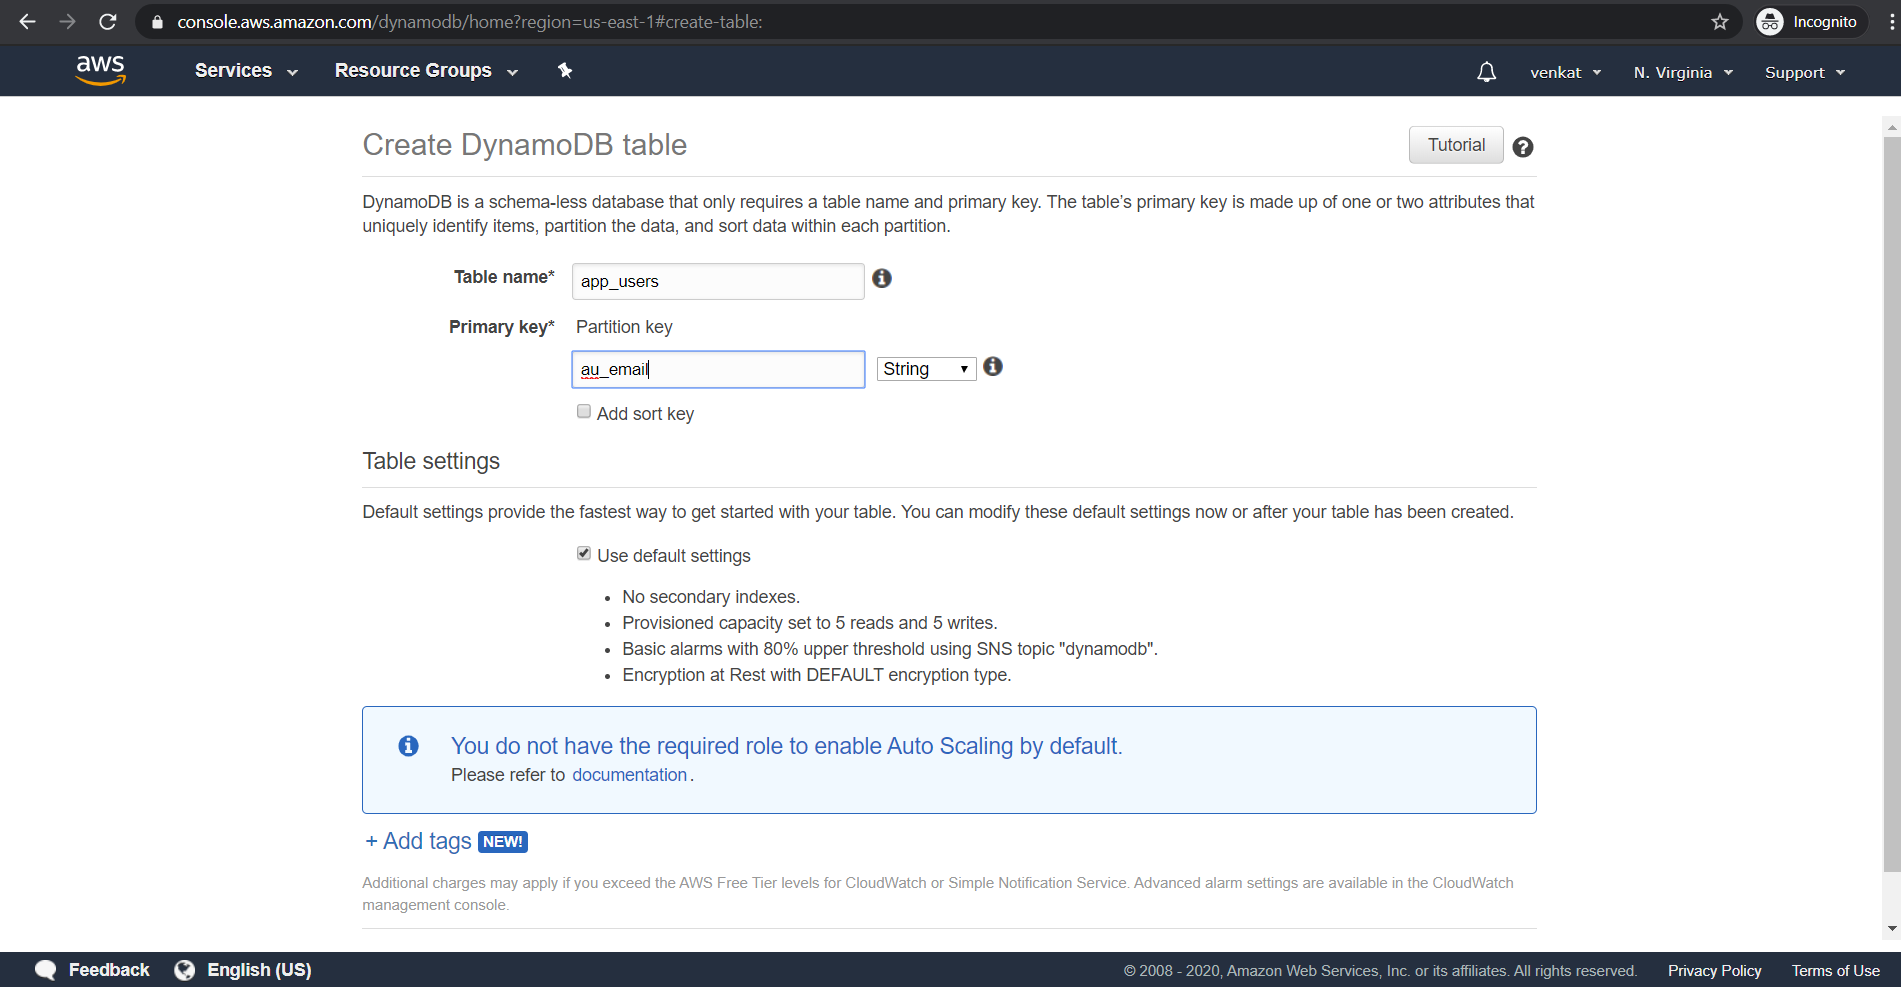 console.aws.amazon.com/dynamodb/home?region=us-east-1#create-table:
Incognito
aws
Services
Resource Groups
venkat
N. Virginia
Support
Create DynamoDB table
Tutorial
DynamoDB is a schema-less database that only requires a table name and primary key. The table's primary key is made up of one or two attributes that
uniquely identify items, partition the data, and sort data within each partition.
Table name*
app_users
Primary key*
Partition key
au_email
String
Add sort key
Table settings
Default settings provide the fastest way to get started with your table. You can modify these default settings now or after your table has been created.
Use default settings
• No secondary indexes.
• Provisioned capacity set to 5 reads and 5 writes.
• Basic alarms with 80% upper threshold using SNS topic "dynamodb".
• Encryption at Rest with DEFAULT encryption type.
You do not have the required role to enable Auto Scaling by default.
Please refer to documentation.
+ Add tags NEW!
Additional charges may apply if you exceed the AWS Free Tier levels for CloudWatch or Simple Notification Service. Advanced alarm settings are available in the CloudWatch
management console.
Feedback
English (US)
© 2008 - 2020, Amazon Web Services, Inc. or its affiliates. All rights reserved.
Privacy Policy
Terms of Use